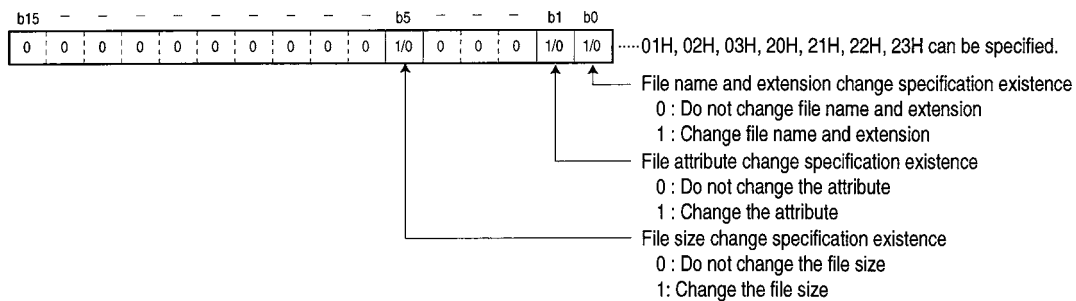 b15 – – – – – – – – – b5 – – – b1 b0
0 0 0 0 0 0 0 0 0 0 1/0 0 0 0 1/0 1/0 ·····01H, 02H, 03H, 20H, 21H, 22H, 23H can be specified.
File name and extension change specification existence
0 : Do not change file name and extension
1 : Change file name and extension
File attribute change specification existence
0 : Do not change the attribute
1 : Change the attribute
File size change specification existence
0 : Do not change the file size
1: Change the file size